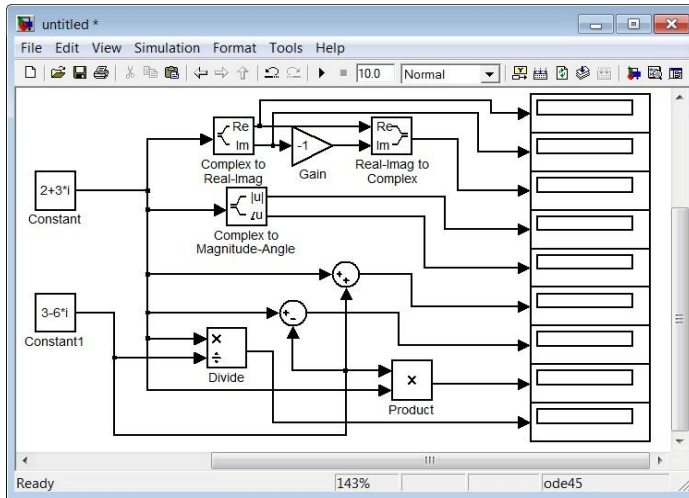 untitled *
File Edit View Simulation Format Tools Help
10.0 Normal
Re
Im
Complex to
Real-Imag
-1
Gain
Re
Im
Real-Imag to
Complex
2+3*i
Constant
|u|
∠u
Complex to
Magnitude-Angle
+
+
3-6*i
Constant1
+
-
×
÷
Divide
×
Product
Ready 143% ode45